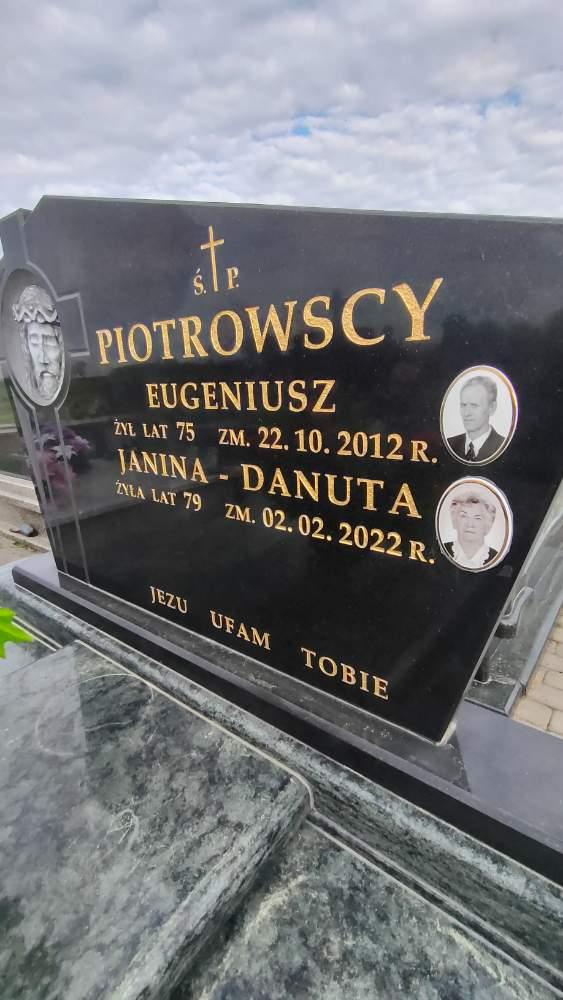 Ś. P.
PIOTROWSCY
EUGENIUSZ
ŻYŁ LAT 75 ZM. 22. 10. 2012 R.
JANINA - DANUTA
ŻYŁA LAT 79 ZM. 02. 02. 2022 R.
JEZU UFAM TOBIE